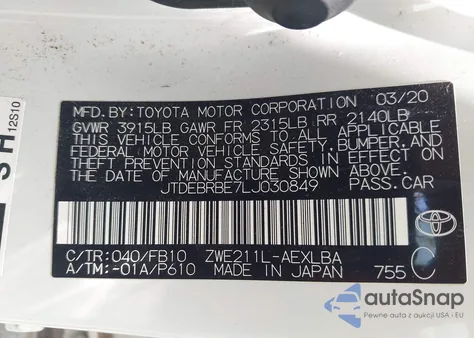 MFD. BY: TOYOTA MOTOR CORPORATION 03/20
GVWR 3915LB GAWR FR 2315LB RR 2140LB
THIS VEHICLE CONFORMS TO ALL APPLICABLE
FEDERAL MOTOR VEHICLE SAFETY, BUMPER, AND
THEFT PREVENTION STANDARDS IN EFFECT ON
THE DATE OF MANUFACTURE SHOWN ABOVE.
JTDEBRBE7LJ030849 PASS.CAR
C/TR:040/FB10 ZWE211L-AEXLBA
A/TM:-01A/P610 MADE IN JAPAN 755 C
TOYOTA
12S10
autoSnap
Pewne auta z USA i EU